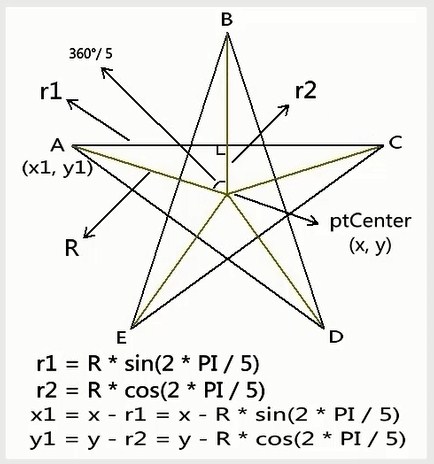 B
360°/5
r1
r2
A
C
(x1, y1)
ptCenter
(x, y)
R
E
D
r1 = R * sin(2 * PI / 5)
r2 = R * cos(2 * PI / 5)
x1 = x - r1 = x - R * sin(2 * PI / 5)
y1 = y - r2 = y - R * cos(2 * PI / 5)